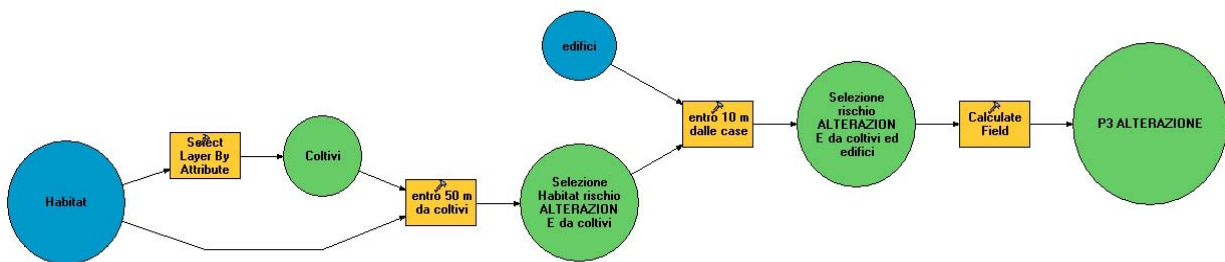 Habitat
Select
Layer By
Attribute
Coltivi
entro 50 m
da coltivi
Selezione
Habitat rischio
ALTERAZION
E da coltivi
edifici
entro 10 m
dalle case
Selezione
rischio
ALTERAZION
E da coltivi ed
edifici
Calculate
Field
P3 ALTERAZIONE